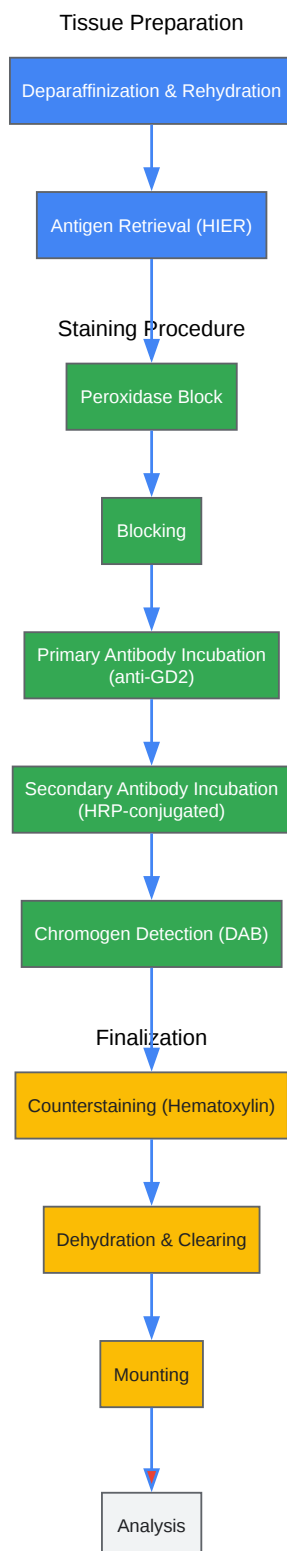 Tissue Preparation
Deparaffinization & Rehydration
Antigen Retrieval (HIER)
Staining Procedure
Peroxidase Block
Blocking
Primary Antibody Incubation
(anti-GD2)
Secondary Antibody Incubation
(HRP-conjugated)
Chromogen Detection (DAB)
Finalization
Counterstaining (Hematoxylin)
Dehydration & Clearing
Mounting
Analysis